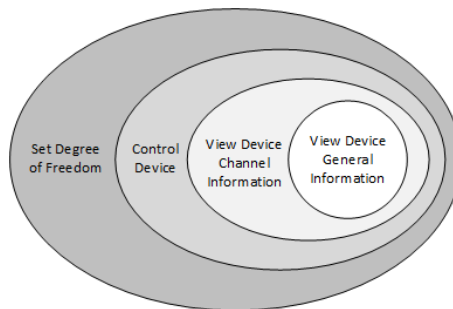 Set Degree
of Freedom
Control
Device
View Device
Channel
Information
View Device
General
Information